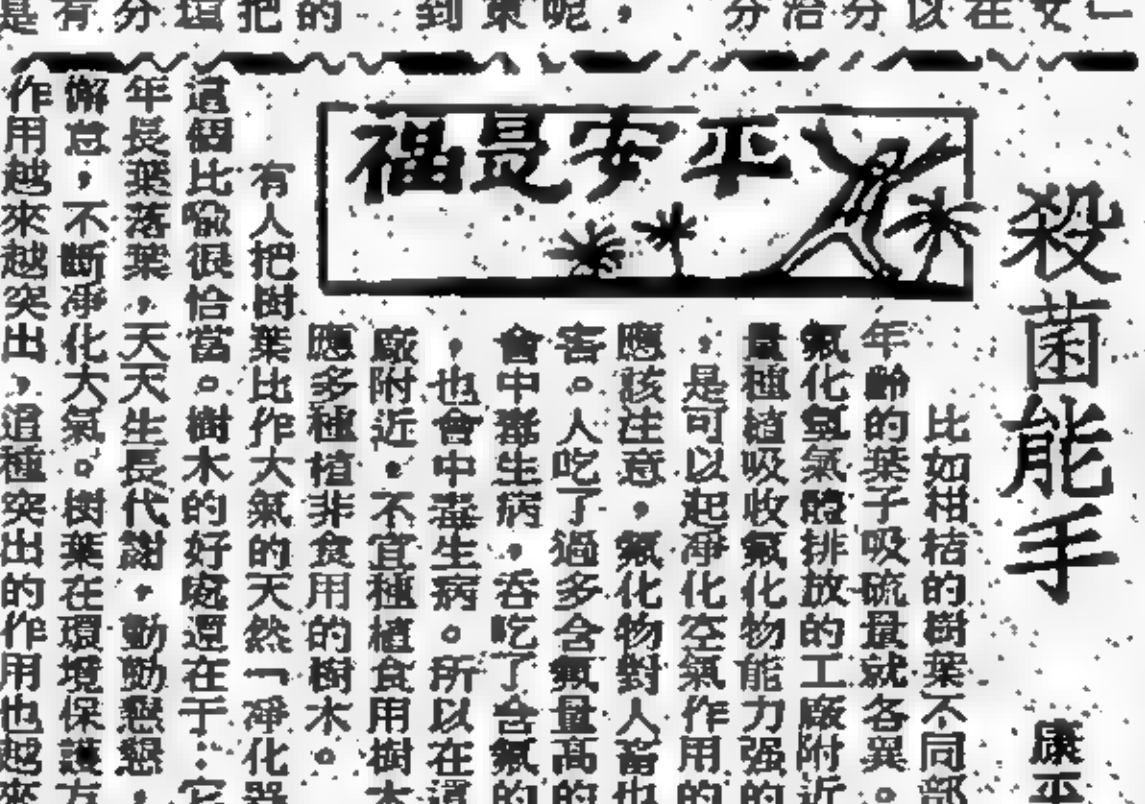 殺菌能手
康平
平安是福
比如柑桔的樹葉不同部
年齡的葉子吸硫量就各異。
氟化氫氣體排放的工廠附近
量種植吸收氟化物能力强的
，是可以起凈化空氣作用的
應該注意，氟化物對人畜也
害。人吃了過多含氟量高的
會中毒生病，吞吃了含氟的
，也會中毒生病。所以在這
廠附近，不宜種植食用樹木
應多種植非食用的樹木。
有人把樹葉比作大氣的天然「凈化器
這個比喻很恰當。樹木的好處還在于：它
年長葉落葉，天天生長代謝，勤勤懇懇，
懈怠，不斷凈化大氣。樹葉在環境保護方
作用越來越突出，這種突出的作用也越來